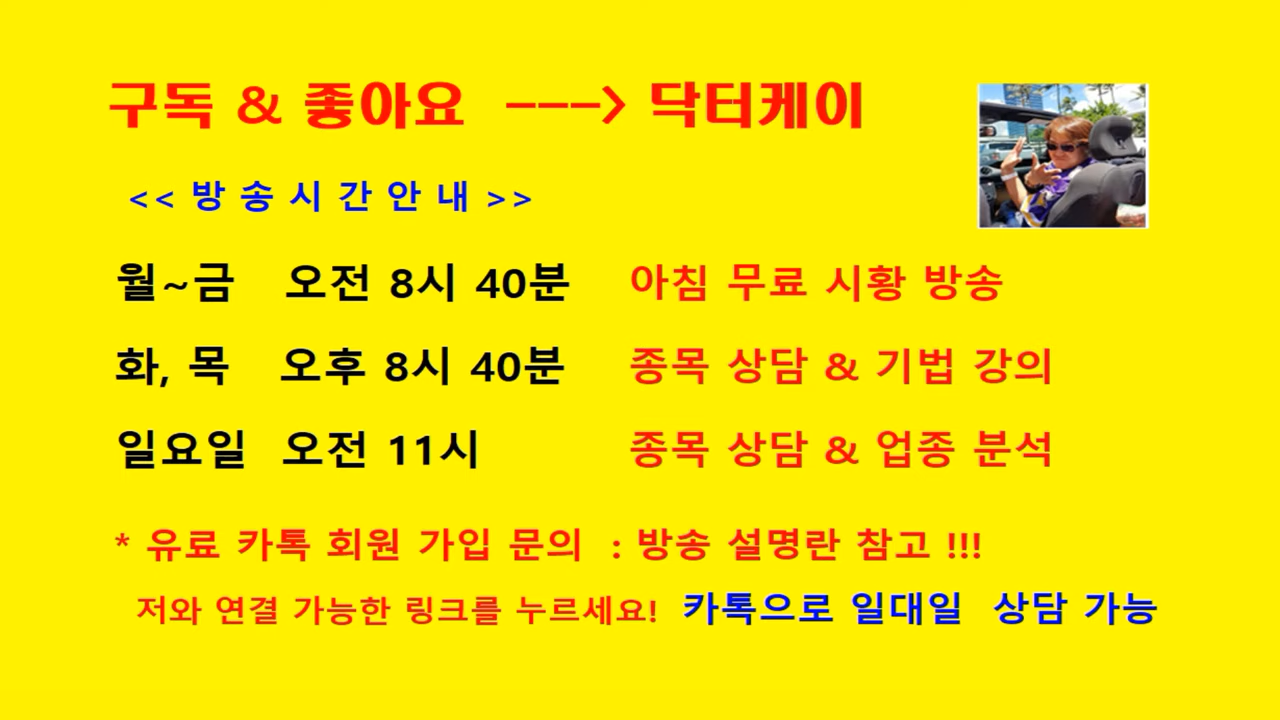 구독 & 좋아요 ---> 닥터케이
<< 방 송 시 간 안 내 >>
월~금 오전 8시 40분 아침 무료 시황 방송
화, 목 오후 8시 40분 종목 상담 & 기법 강의
일요일 오전 11시 종목 상담 & 업종 분석
* 유료 카톡 회원 가입 문의 : 방송 설명란 참고 !!!
저와 연결 가능한 링크를 누르세요! 카톡으로 일대일 상담 가능